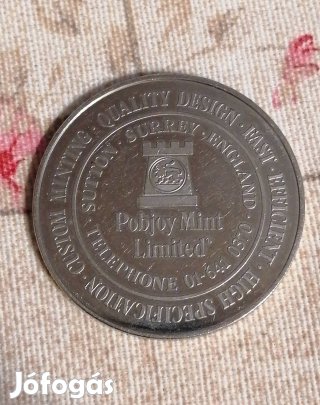 CUSTOM MINTING · QUALITY DESIGN · FAST · EFFICIENT · HIGH SPECIFICATION ·
SUTTON · SURREY · ENGLAND ·
TELEPHONE 01-641 0370
Pobjoy Mint
Limited
Jófogás